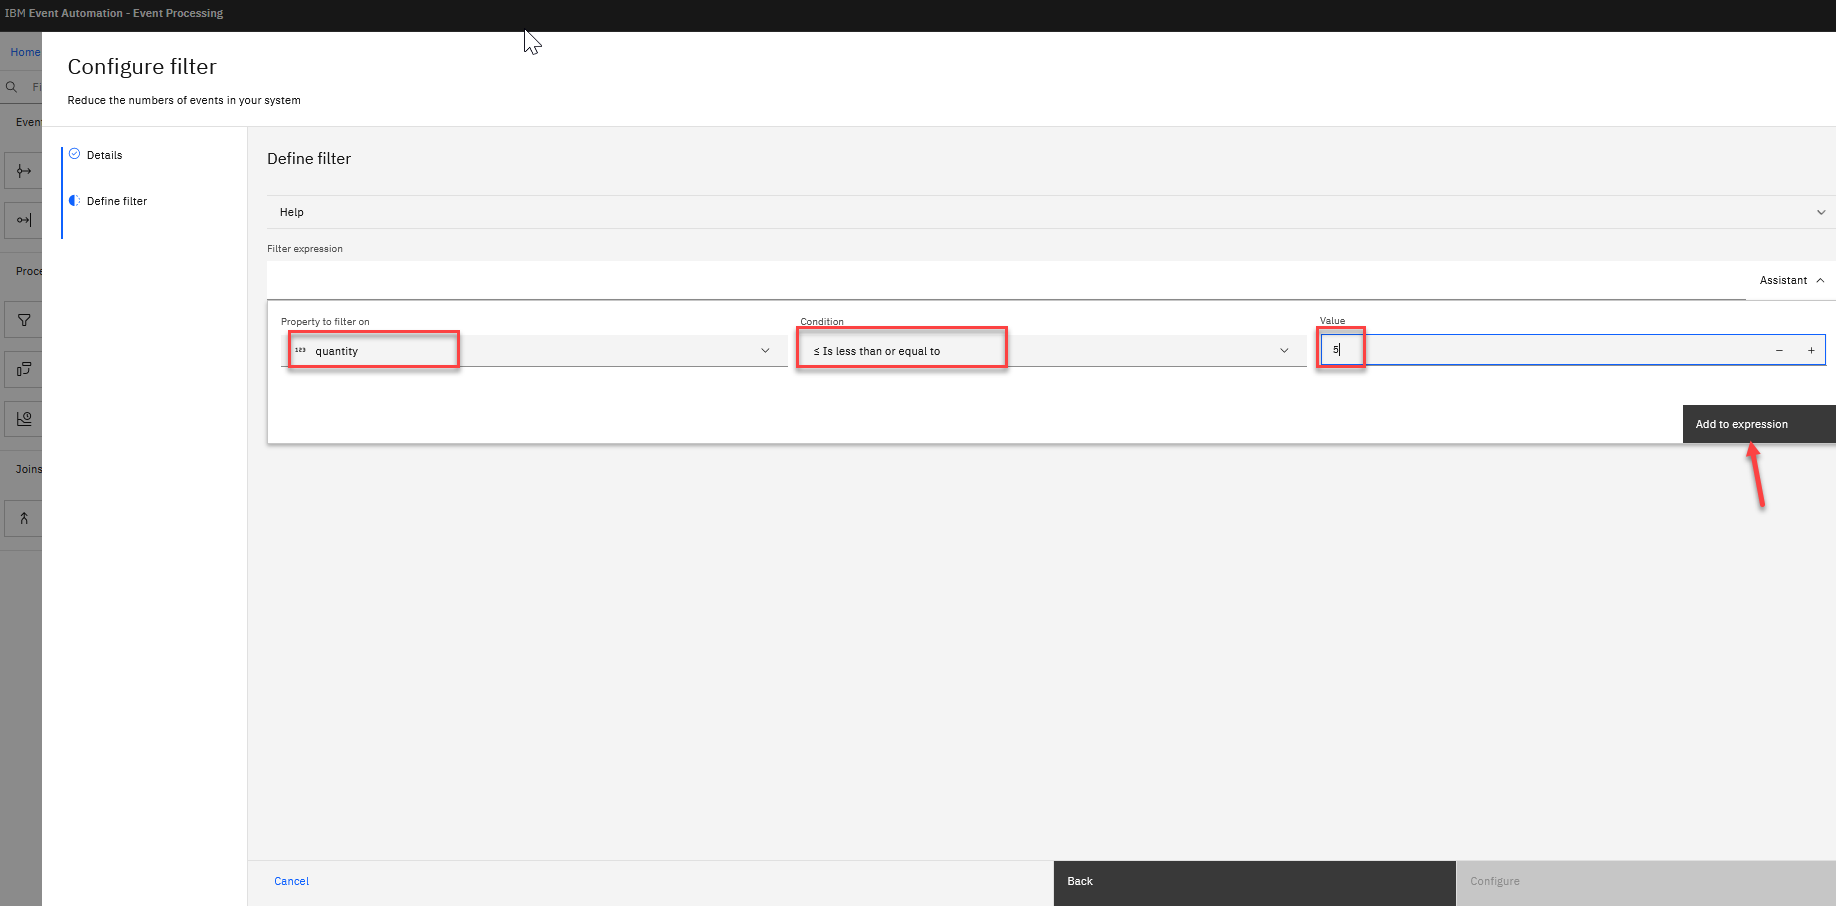 IBM Event Automation - Event Processing
Home
Configure filter
Fi
Reduce the numbers of events in your system
Even
Details
Define filter
Define filter
Help
Filter expression
Proce
Assistant
Property to filter on
Condition
Value
123 quantity
≤ Is less than or equal to
5
Add to expression
Joins
Cancel
Back
Configure